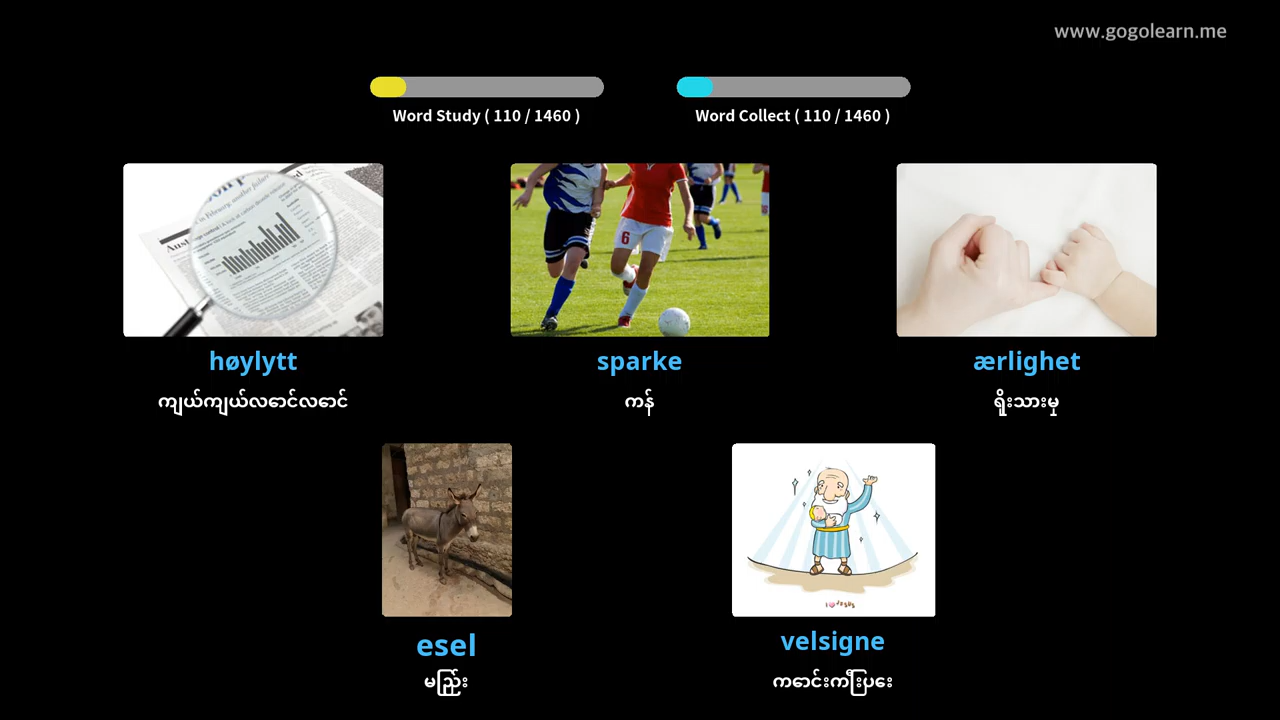 www.gogolearn.me
Word Study ( 110 / 1460 )
Word Collect ( 110 / 1460 )
høylytt
sparke
ærlighet
ကျယ်ကျယ်လောင်လောင်
ကန်
ရိုးသားမှု
esel
velsigne
မည်း
ကောင်းကြီးပေး